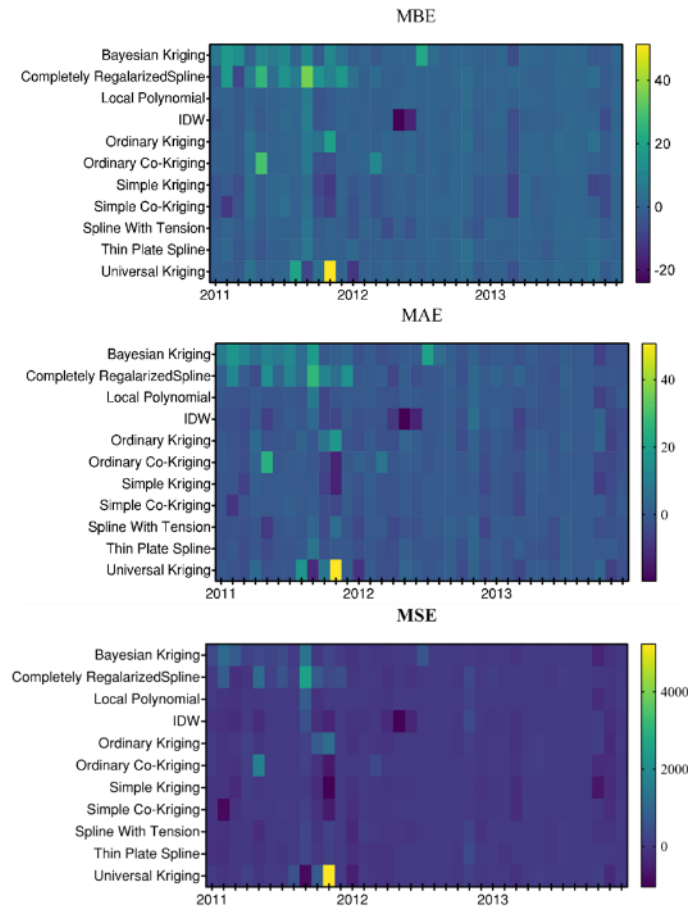 MBE
Bayesian Kriging
Completely RegalarizedSpline
Local Polynomial
IDW
Ordinary Kriging
Ordinary Co-Kriging
Simple Kriging
Simple Co-Kriging
Spline With Tension
Thin Plate Spline
Universal Kriging
2011 2012 2013
40
20
0
-20
MAE
Bayesian Kriging
Completely RegalarizedSpline
Local Polynomial
IDW
Ordinary Kriging
Ordinary Co-Kriging
Simple Kriging
Simple Co-Kriging
Spline With Tension
Thin Plate Spline
Universal Kriging
2011 2012 2013
40
20
0
MSE
Bayesian Kriging
Completely RegalarizedSpline
Local Polynomial
IDW
Ordinary Kriging
Ordinary Co-Kriging
Simple Kriging
Simple Co-Kriging
Spline With Tension
Thin Plate Spline
Universal Kriging
2011 2012 2013
4000
2000
0